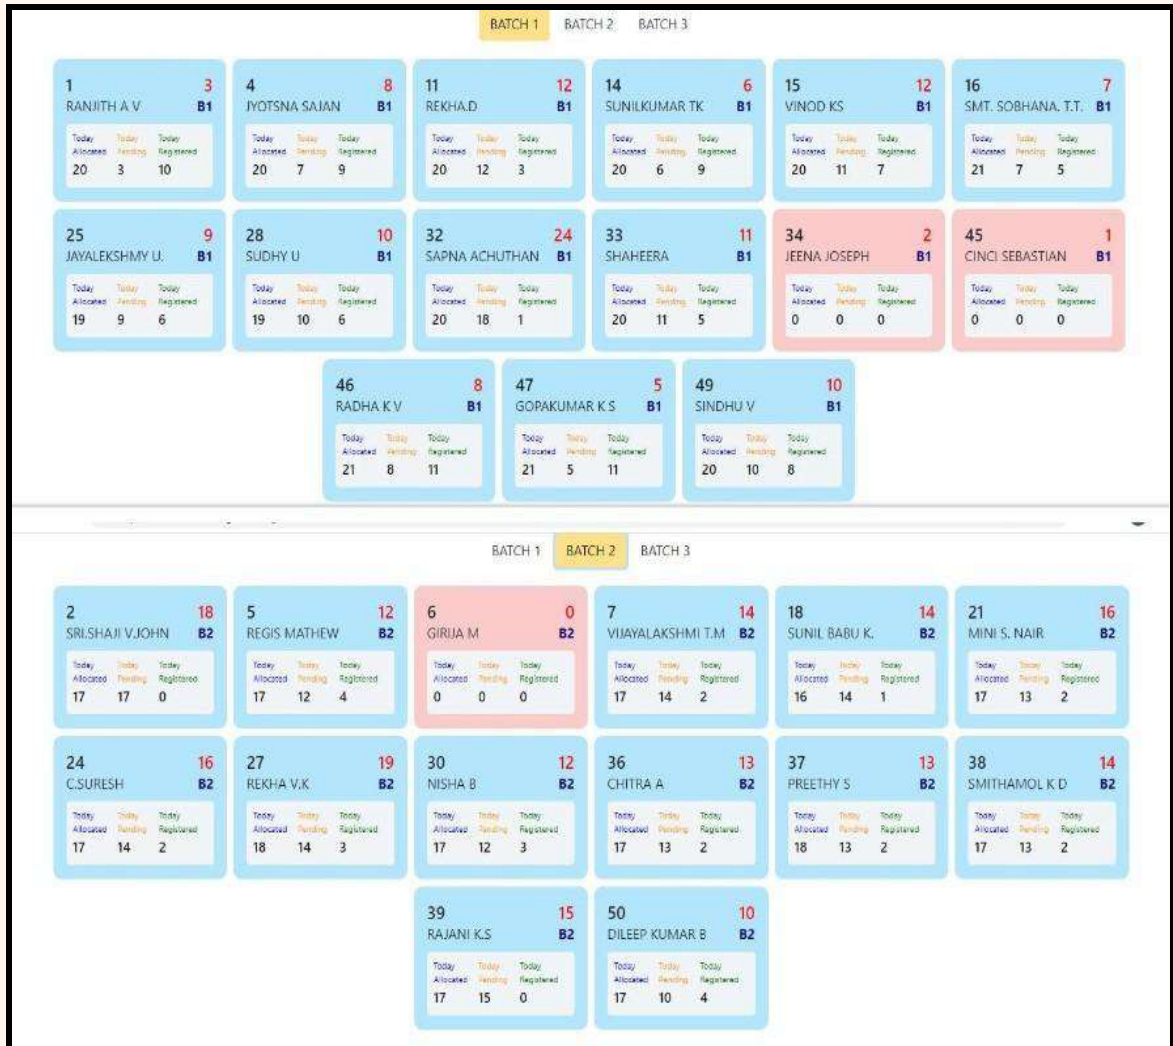 BATCH 1 BATCH 2 BATCH 3
1 3 4 8 11 12 14 6 15 12 16 7
RANJITH A V B1 JYOTSNA SAJAN B1 REKHA.D B1 SUNILKUMAR TK B1 VINOD KS B1 SMT. SOBHANA. T.T. B1
Today Today Today Today Today Today Today Today Today Today Today Today Today Today Today Today Today Today
Allocated Pending Registered Allocated Pending Registered Allocated Pending Registered Allocated Pending Registered Allocated Pending Registered Allocated Pending Registered
20 3 10 20 7 9 20 12 3 20 6 9 20 11 7 21 7 5
25 9 28 10 32 24 33 11 34 2 45 1
JAYALEKSHMY U. B1 SUDHY U B1 SAPNA ACHUTHAN B1 SHAHEERA B1 JEENA JOSEPH B1 CINCI SEBASTIAN B1
Today Today Today Today Today Today Today Today Today Today Today Today Today Today Today Today Today Today
Allocated Pending Registered Allocated Pending Registered Allocated Pending Registered Allocated Pending Registered Allocated Pending Registered Allocated Pending Registered
19 9 6 19 10 6 20 18 1 20 11 5 0 0 0 0 0 0
46 8 47 5 49 10
RADHA K V B1 GOPAKUMAR K S B1 SINDHU V B1
Today Today Today Today Today Today Today Today Today
Allocated Pending Registered Allocated Pending Registered Allocated Pending Registered
21 8 11 21 5 11 20 10 8
BATCH 1 BATCH 2 BATCH 3
2 18 5 12 6 0 7 14 18 14 21 16
SRI.SHAJI V.JOHN B2 REGIS MATHEW B2 GIRIJA M B2 VIJAYALAKSHMI T.M B2 SUNIL BABU K. B2 MINI S. NAIR B2
Today Today Today Today Today Today Today Today Today Today Today Today Today Today Today Today Today Today
Allocated Pending Registered Allocated Pending Registered Allocated Pending Registered Allocated Pending Registered Allocated Pending Registered Allocated Pending Registered
17 17 0 17 12 4 0 0 0 17 14 2 16 14 1 17 13 2
24 16 27 19 30 12 36 13 37 13 38 14
C.SURESH B2 REKHA V.K B2 NISHA B B2 CHITRA A B2 PREETHY S B2 SMITHAMOL K D B2
Today Today Today Today Today Today Today Today Today Today Today Today Today Today Today Today Today Today
Allocated Pending Registered Allocated Pending Registered Allocated Pending Registered Allocated Pending Registered Allocated Pending Registered Allocated Pending Registered
17 14 2 18 14 3 17 12 3 17 13 2 18 13 2 17 13 2
39 15 50 10
RAJANI K.S B2 DILEEP KUMAR B B2
Today Today Today Today Today Today
Allocated Pending Registered Allocated Pending Registered
17 15 0 17 10 4